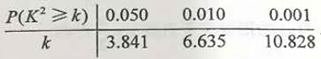 P(K² ⩾ k) 0.050 0.010 0.001
k 3.841 6.635 10.828